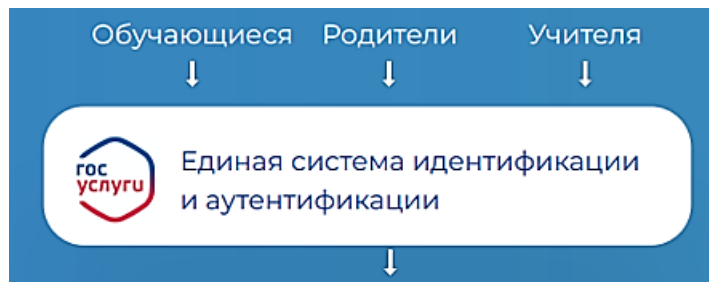 Обучающиеся Родители Учителя
гос
услуги
Единая система идентификации
и аутентификации